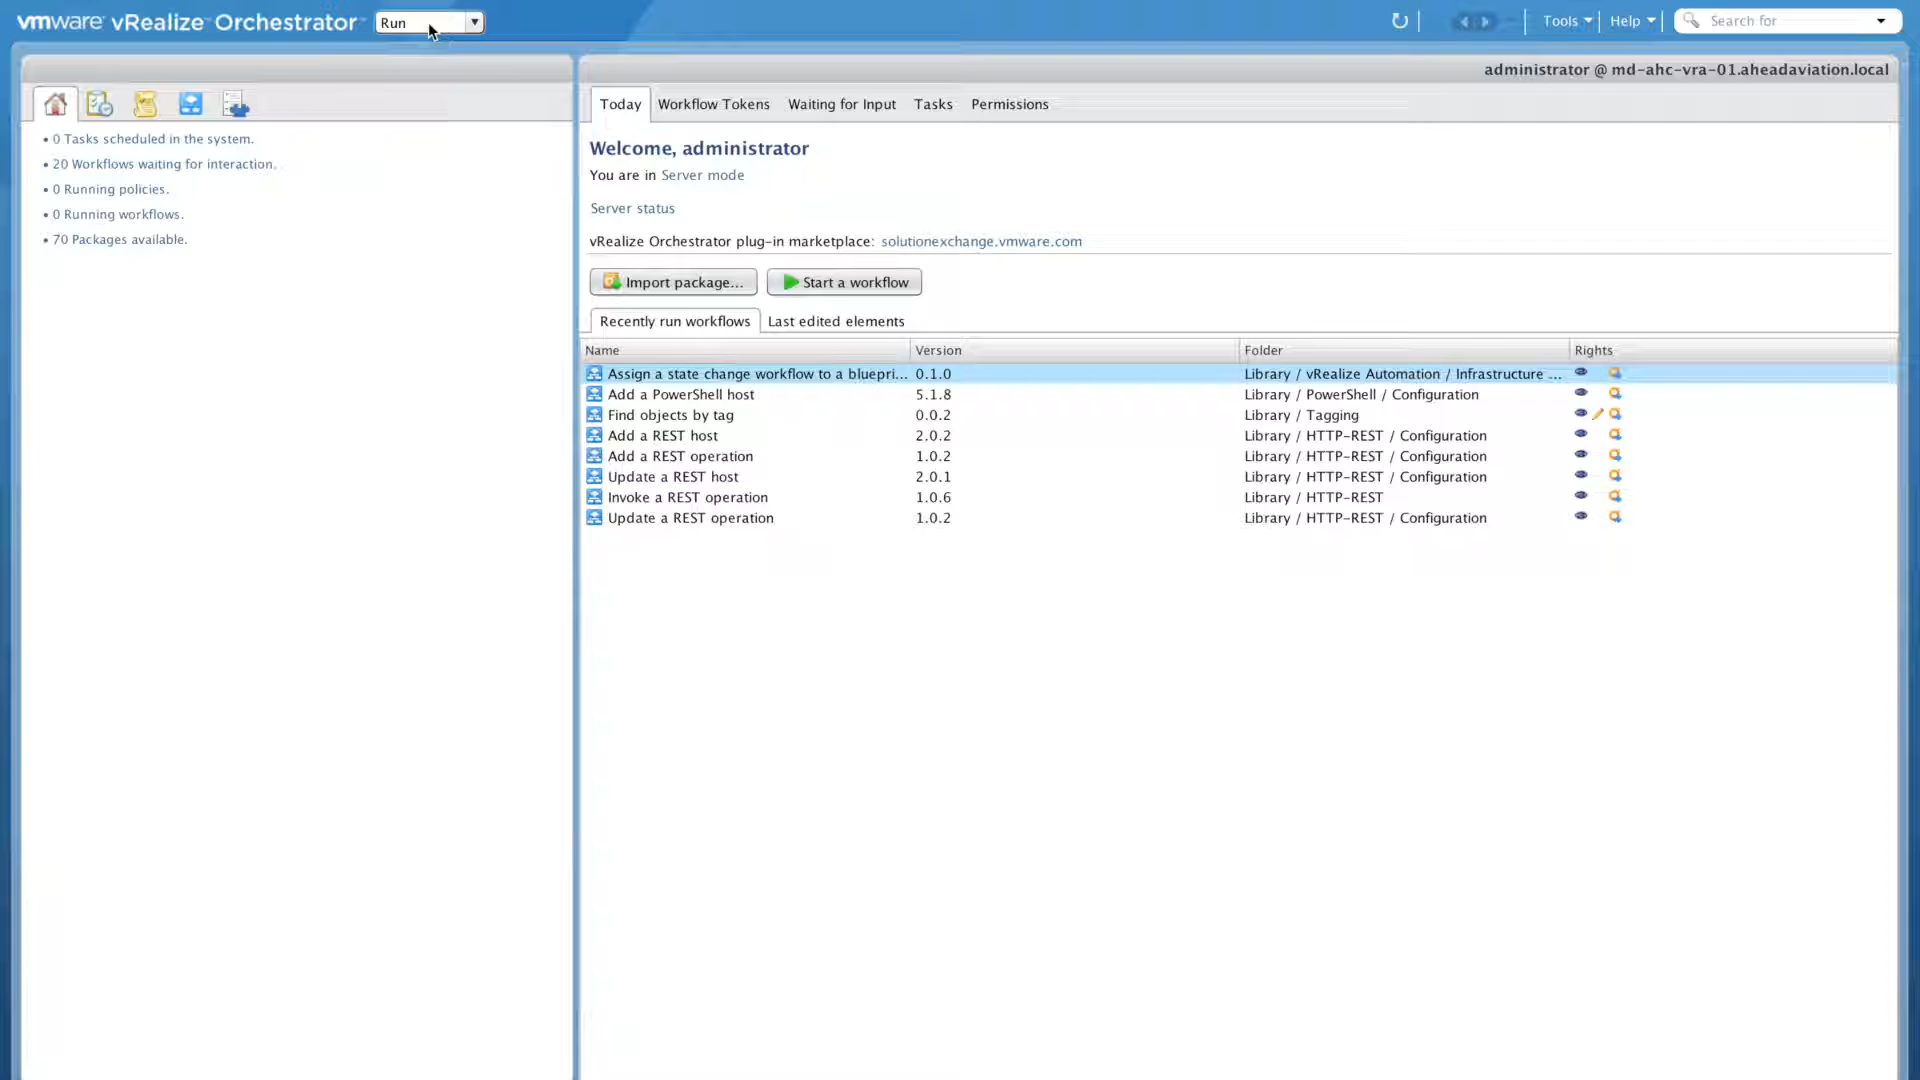 vmware vRealize Orchestrator Run Tools Help Search for
administrator @ md-ahc-vra-01.aheadaviation.local
Today Workflow Tokens Waiting for Input Tasks Permissions
• 0 Tasks scheduled in the system.
• 20 Workflows waiting for interaction.
• 0 Running policies.
• 0 Running workflows.
• 70 Packages available.
Welcome, administrator
You are in Server mode
Server status
vRealize Orchestrator plug-in marketplace: solutionexchange.vmware.com
Import package... Start a workflow
Recently run workflows Last edited elements
Name Version Folder Rights
Assign a state change workflow to a bluepri... 0.1.0 Library / vRealize Automation / Infrastructure ...
Add a PowerShell host 5.1.8 Library / PowerShell / Configuration
Find objects by tag 0.0.2 Library / Tagging
Add a REST host 2.0.2 Library / HTTP-REST / Configuration
Add a REST operation 1.0.2 Library / HTTP-REST / Configuration
Update a REST host 2.0.1 Library / HTTP-REST / Configuration
Invoke a REST operation 1.0.6 Library / HTTP-REST
Update a REST operation 1.0.2 Library / HTTP-REST / Configuration